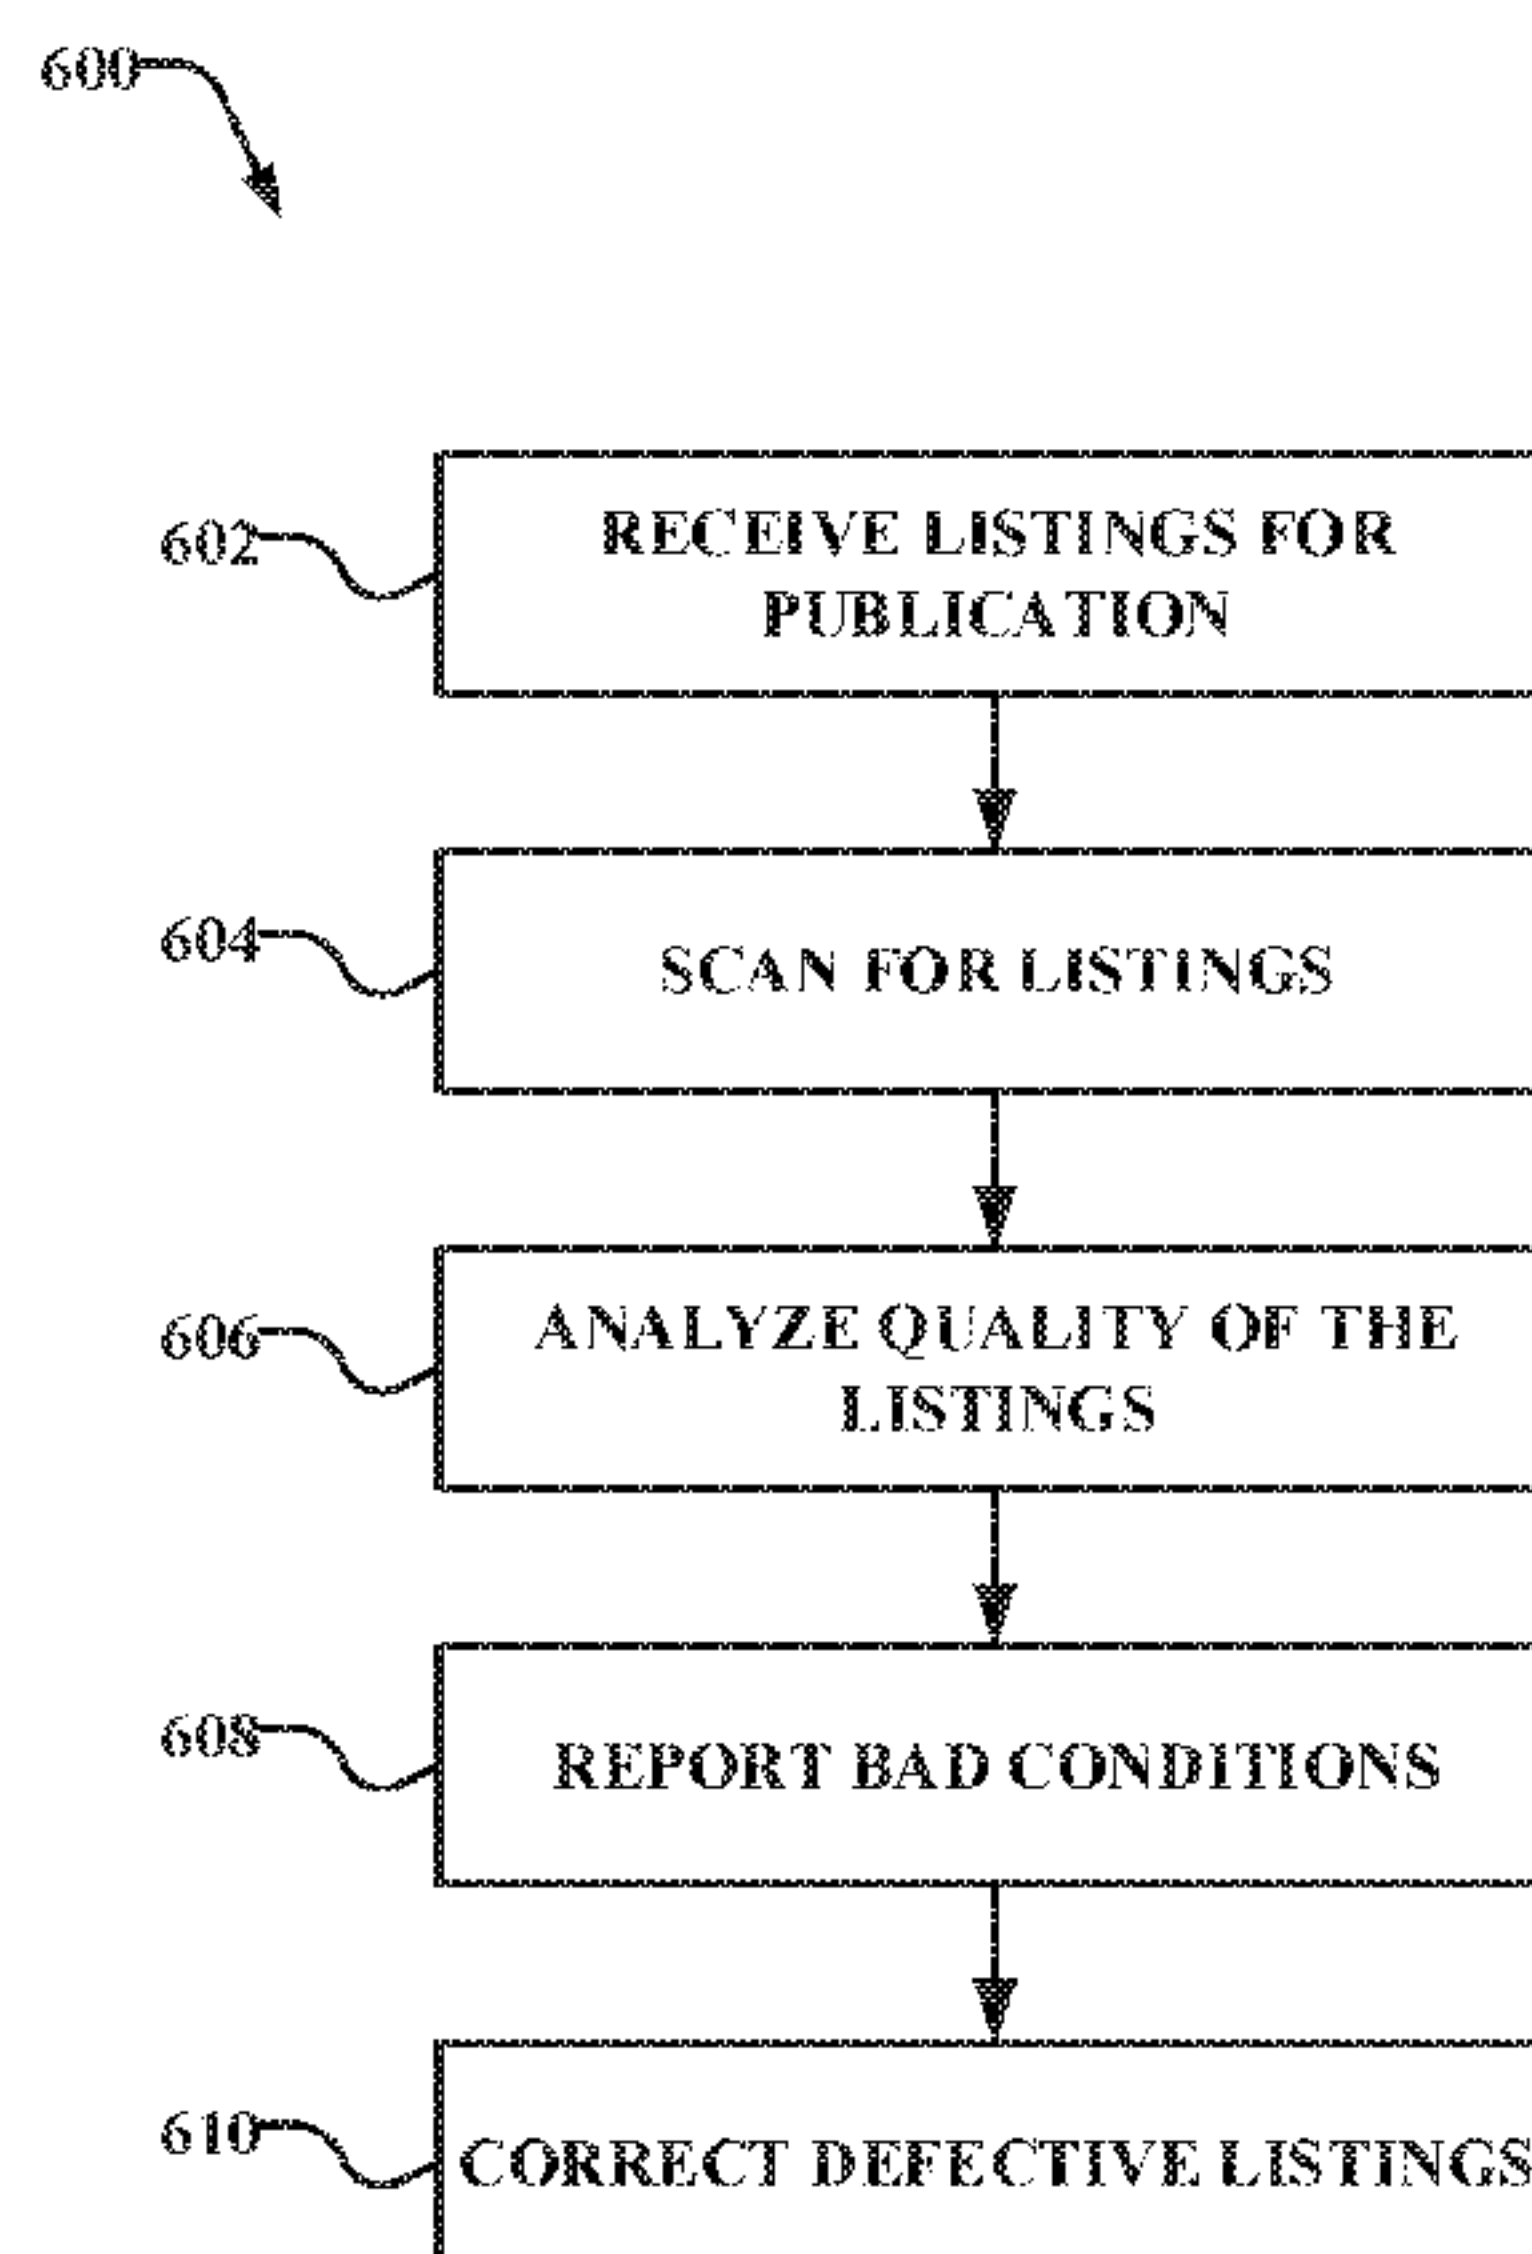 600
602
RECEIVE LISTINGS FOR
PUBLICATION
604
SCAN FOR LISTINGS
606
ANALYZE QUALITY OF THE
LISTINGS
608
REPORT BAD CONDITIONS
610
CORRECT DEFECTIVE LISTINGS